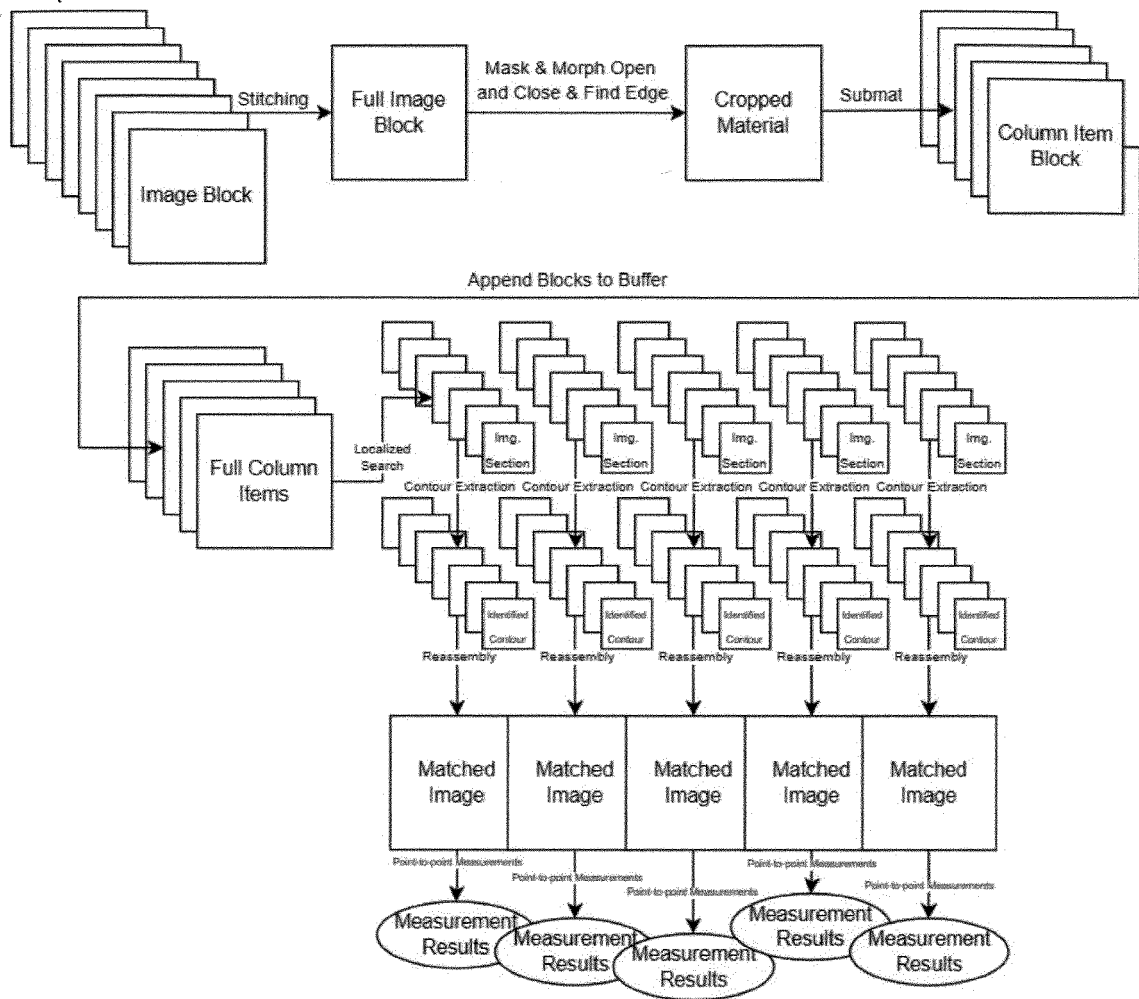 Mask & Morph Open
and Close & Find Edge
Stitching
Full Image
Block
Cropped
Material
Submat
Column Item
Block
Image Block
Append Blocks to Buffer
Img.
Section
Img.
Section
Img.
Section
Img.
Section
Img.
Section
Localized
Search
Full Column
Items
Contour Extraction
Contour Extraction
Contour Extraction
Contour Extraction
Contour Extraction
Identified
Contour
Identified
Contour
Identified
Contour
Identified
Contour
Identified
Contour
Reassembly
Reassembly
Reassembly
Reassembly
Reassembly
Matched
Image
Matched
Image
Matched
Image
Matched
Image
Matched
Image
Point-to-point Measurements
Point-to-point Measurements
Point-to-point Measurements
Point-to-point Measurements
Point-to-point Measurements
Measurement
Results
Measurement
Results
Measurement
Results
Measurement
Results
Measurement
Results